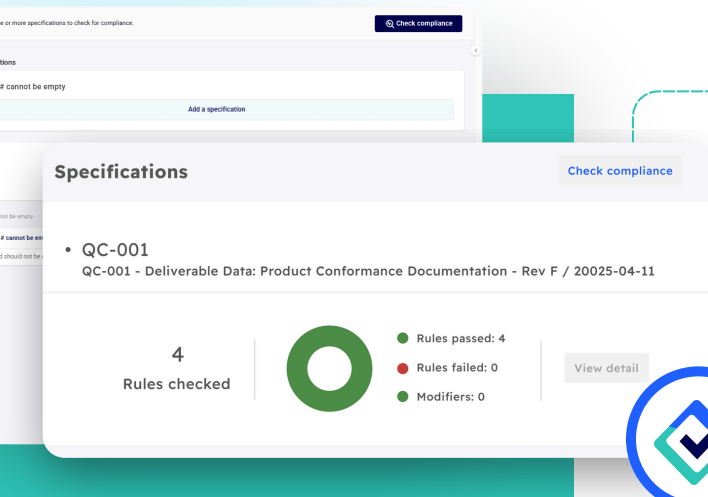 e or more specifications to check for compliance.
Check compliance
tions
# cannot be empty
Add a specification
Specifications
Check compliance
not be empty
# cannot be em
d should not be
• QC-001
QC-001 - Deliverable Data: Product Conformance Documentation - Rev F / 20025-04-11
4
Rules checked
Rules passed: 4
Rules failed: 0
Modifiers: 0
View detail